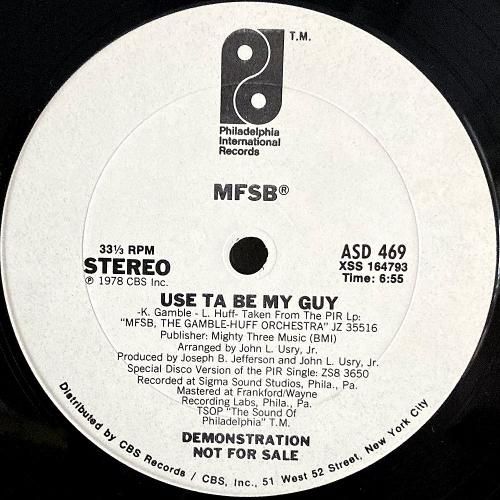 T.M.
Philadelphia
International
Records
MFSB®
33⅓ RPM
STEREO
℗ 1978 CBS Inc.
ASD 469
XSS 164793
Time: 6:55
USE TA BE MY GUY
-K. Gamble - L. Huff- Taken From The PIR Lp:
"MFSB, THE GAMBLE-HUFF ORCHESTRA" JZ 35516
Publisher: Mighty Three Music (BMI)
Arranged by John L. Usry, Jr.
Produced by Joseph B. Jefferson and John L. Usry, Jr.
Special Disco Version of the PIR Single: ZS8 3650
Recorded at Sigma Sound Studios, Phila., Pa.
Mastered at Frankford/Wayne
Recording Labs, Phila., Pa.
TSOP "The Sound Of
Philadelphia" T.M.
DEMONSTRATION
NOT FOR SALE
Distributed by CBS Records / CBS, Inc., 51 West 52 Street, New York City